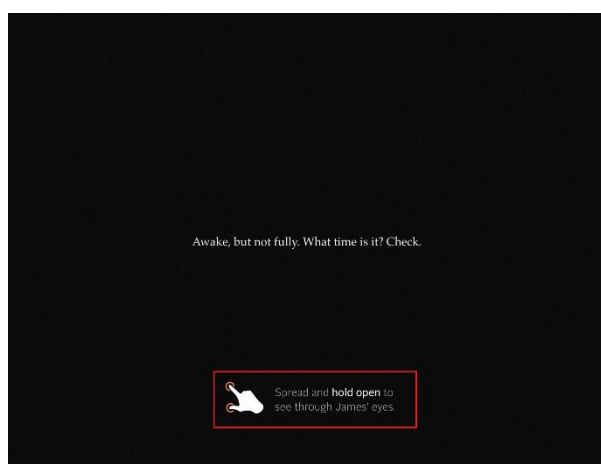 Awake, but not fully. What time is it? Check.
Spread and hold open to
see through James' eyes.